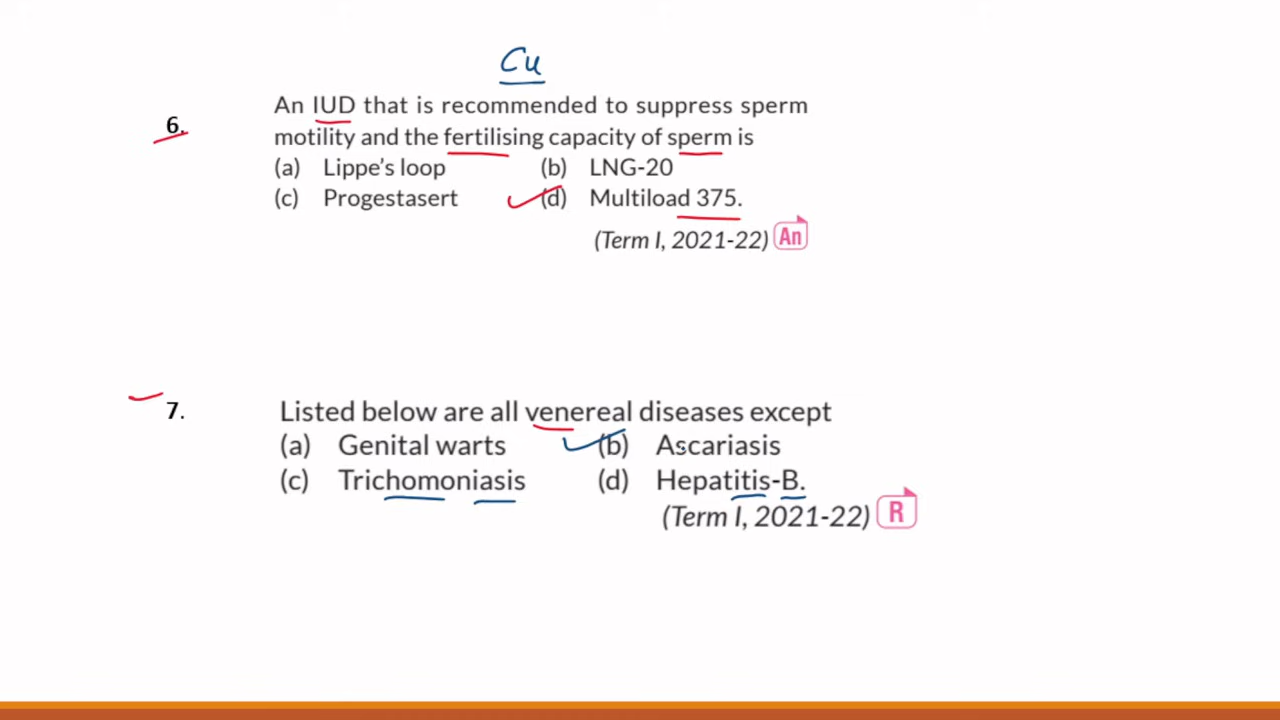 Cu
6. An IUD that is recommended to suppress sperm
motility and the fertilising capacity of sperm is
(a) Lippe's loop (b) LNG-20
(c) Progestasert (d) Multiload 375.
(Term I, 2021-22) An
7. Listed below are all venereal diseases except
(a) Genital warts (b) Ascariasis
(c) Trichomoniasis (d) Hepatitis-B.
(Term I, 2021-22) R